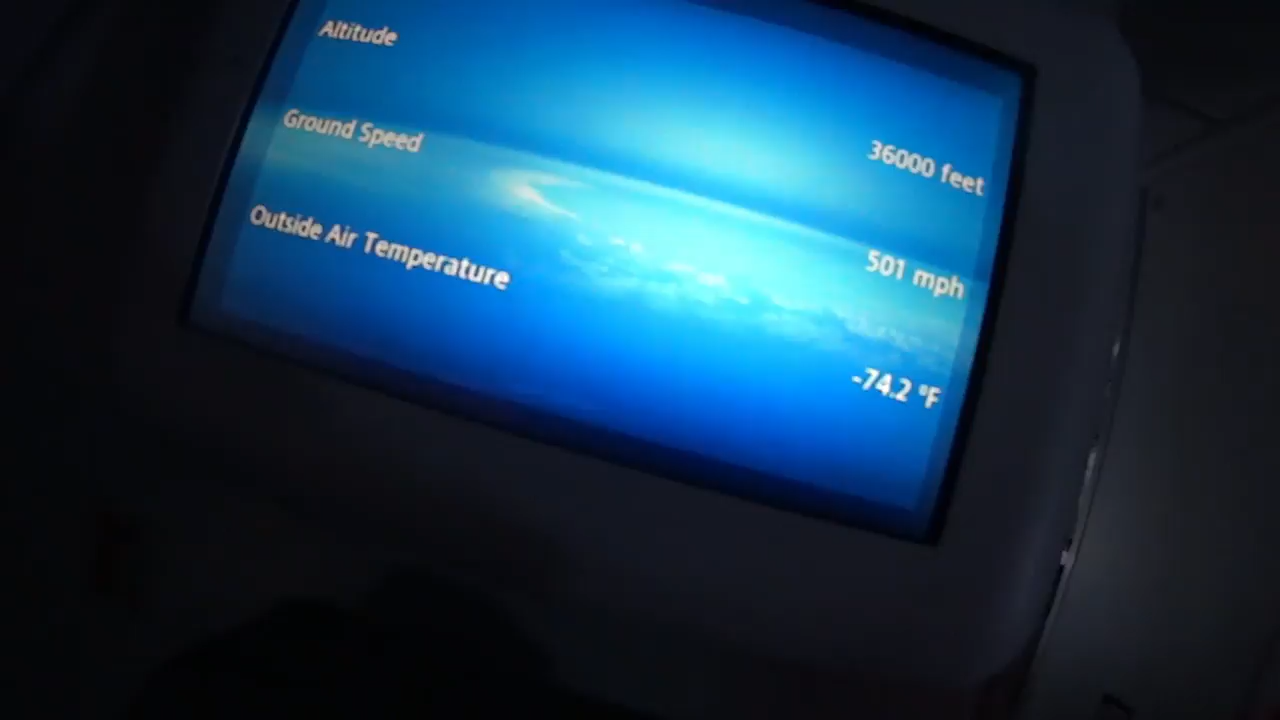 Altitude
36000 feet
Ground Speed
501 mph
Outside Air Temperature
-74.2 °F